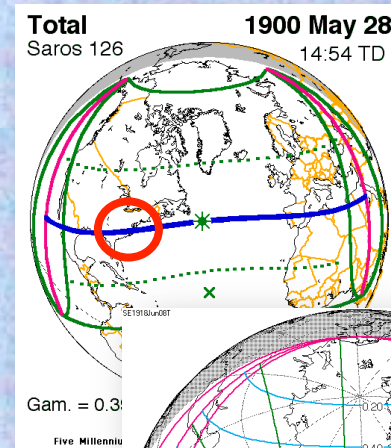 Total 1900 May 28
Saros 126 14:54 TD
SE1918Jun08T
Gam. = 0.3
0.20
Five Millenniu